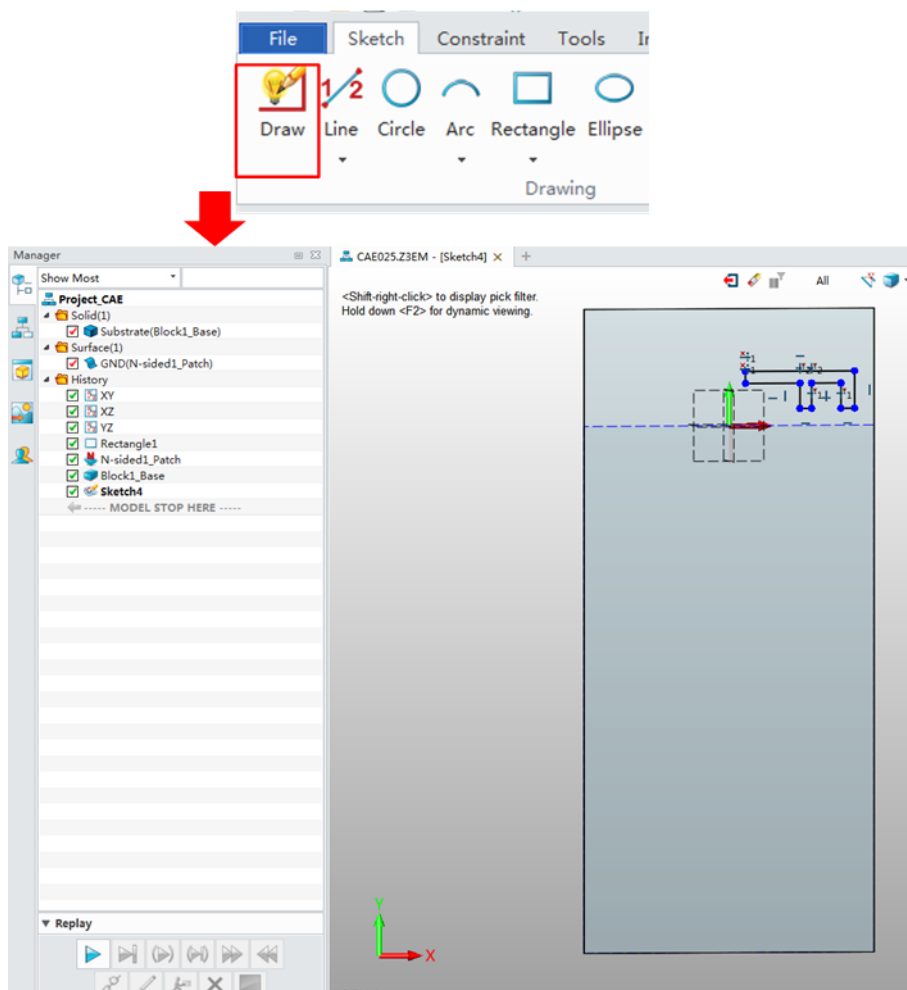 File Sketch Constraint Tools
Draw Line Circle Arc Rectangle Ellipse
Drawing
Manager
CAE025.Z3EM - [Sketch4]
Show Most
All
<Shift-right-click> to display pick filter.
Hold down <F2> for dynamic viewing.
Project_CAE
Solid(1)
Substrate(Block1_Base)
Surface(1)
GND(N-sided1_Patch)
History
XY
XZ
YZ
Rectangle1
N-sided1_Patch
Block1_Base
Sketch4
----- MODEL STOP HERE -----
Y
X
Replay